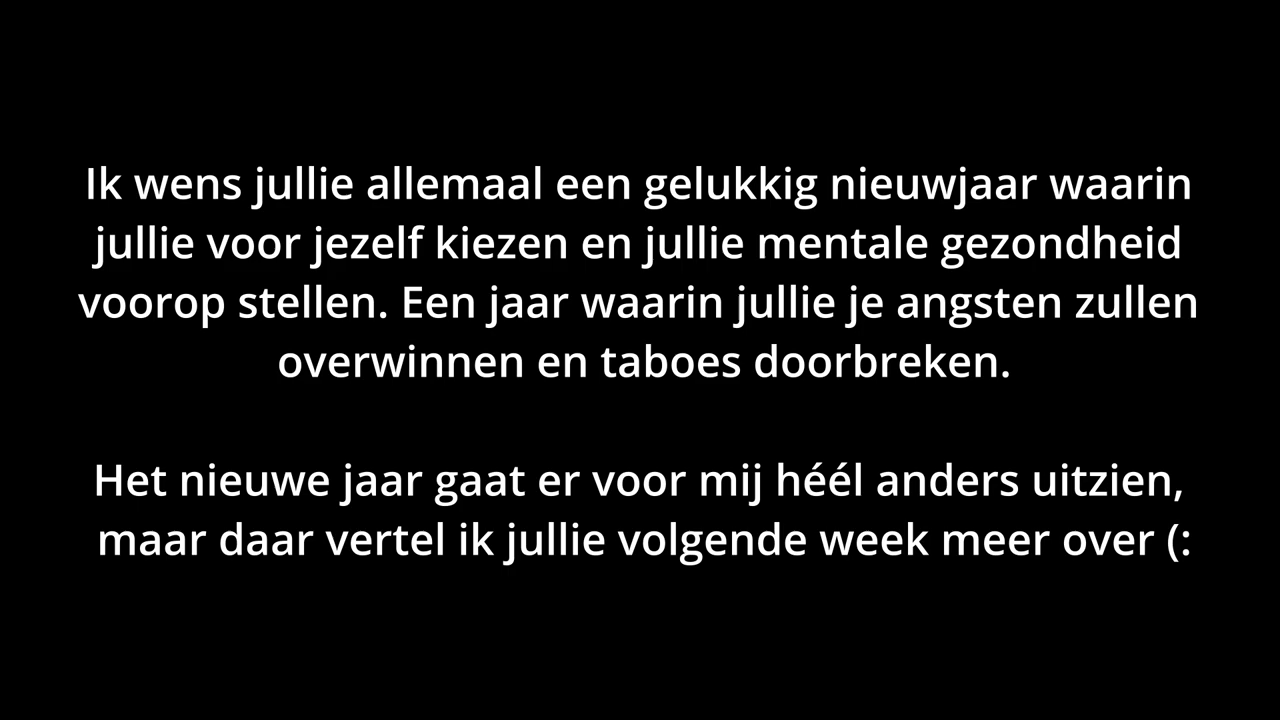 Ik wens jullie allemaal een gelukkig nieuwjaar waarin
jullie voor jezelf kiezen en jullie mentale gezondheid
voorop stellen. Een jaar waarin jullie je angsten zullen
overwinnen en taboes doorbreken.
Het nieuwe jaar gaat er voor mij héél anders uitzien,
maar daar vertel ik jullie volgende week meer over (: